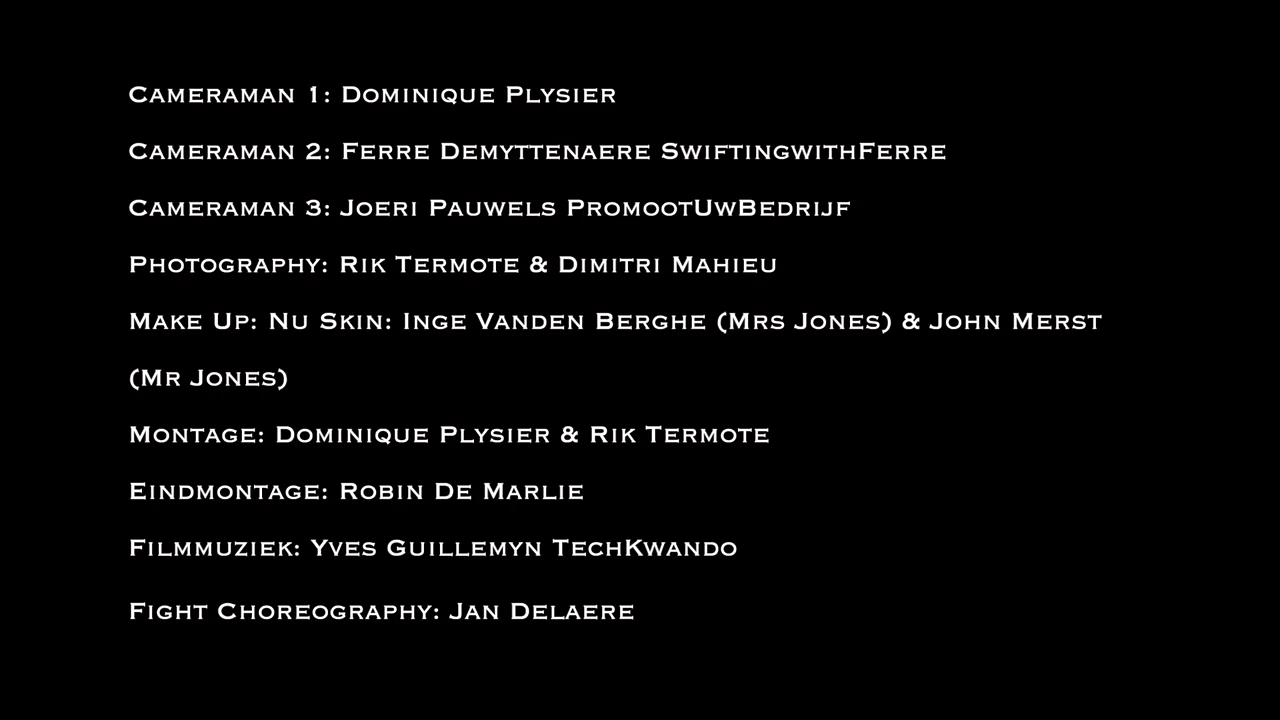 Cameraman 1: Dominique Plysier
Cameraman 2: Ferre Demyttenaere SwiftingwithFerre
Cameraman 3: Joeri Pauwels PromootUwBedrijf
Photography: Rik Termote & Dimitri Mahieu
Make Up: Nu Skin: Inge Vanden Berghe (Mrs Jones) & John Merst
(Mr Jones)
Montage: Dominique Plysier & Rik Termote
Eindmontage: Robin De Marlie
Filmmuziek: Yves Guillemyn TechKwando
Fight Choreography: Jan Delaere